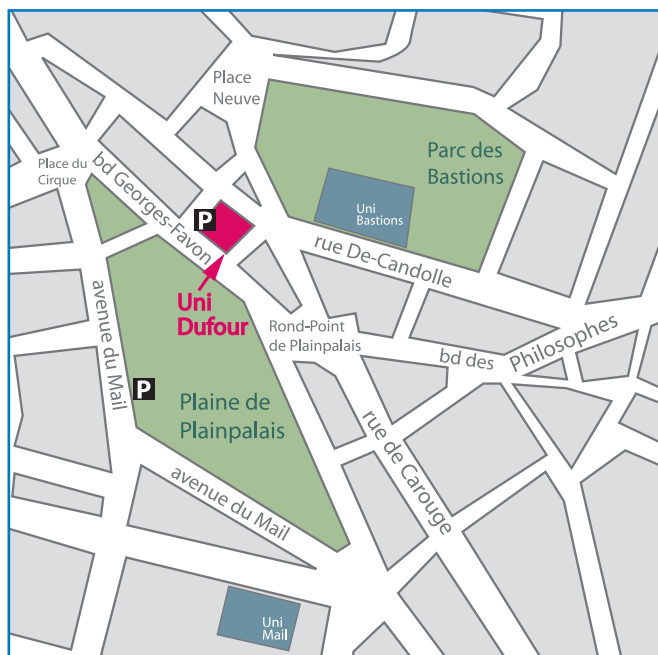 Place
Neuve
Parc des
Bastions
Place du
Cirque
bd Georges-Favon
P
Uni
Bastions
rue De-Candolle
Uni
Dufour
avenue du Mail
Rond-Point
de Plainpalais
bd des Philosophes
P
Plaine de
Plainpalais
rue de Carouge
avenue du Mail
Uni
Mail